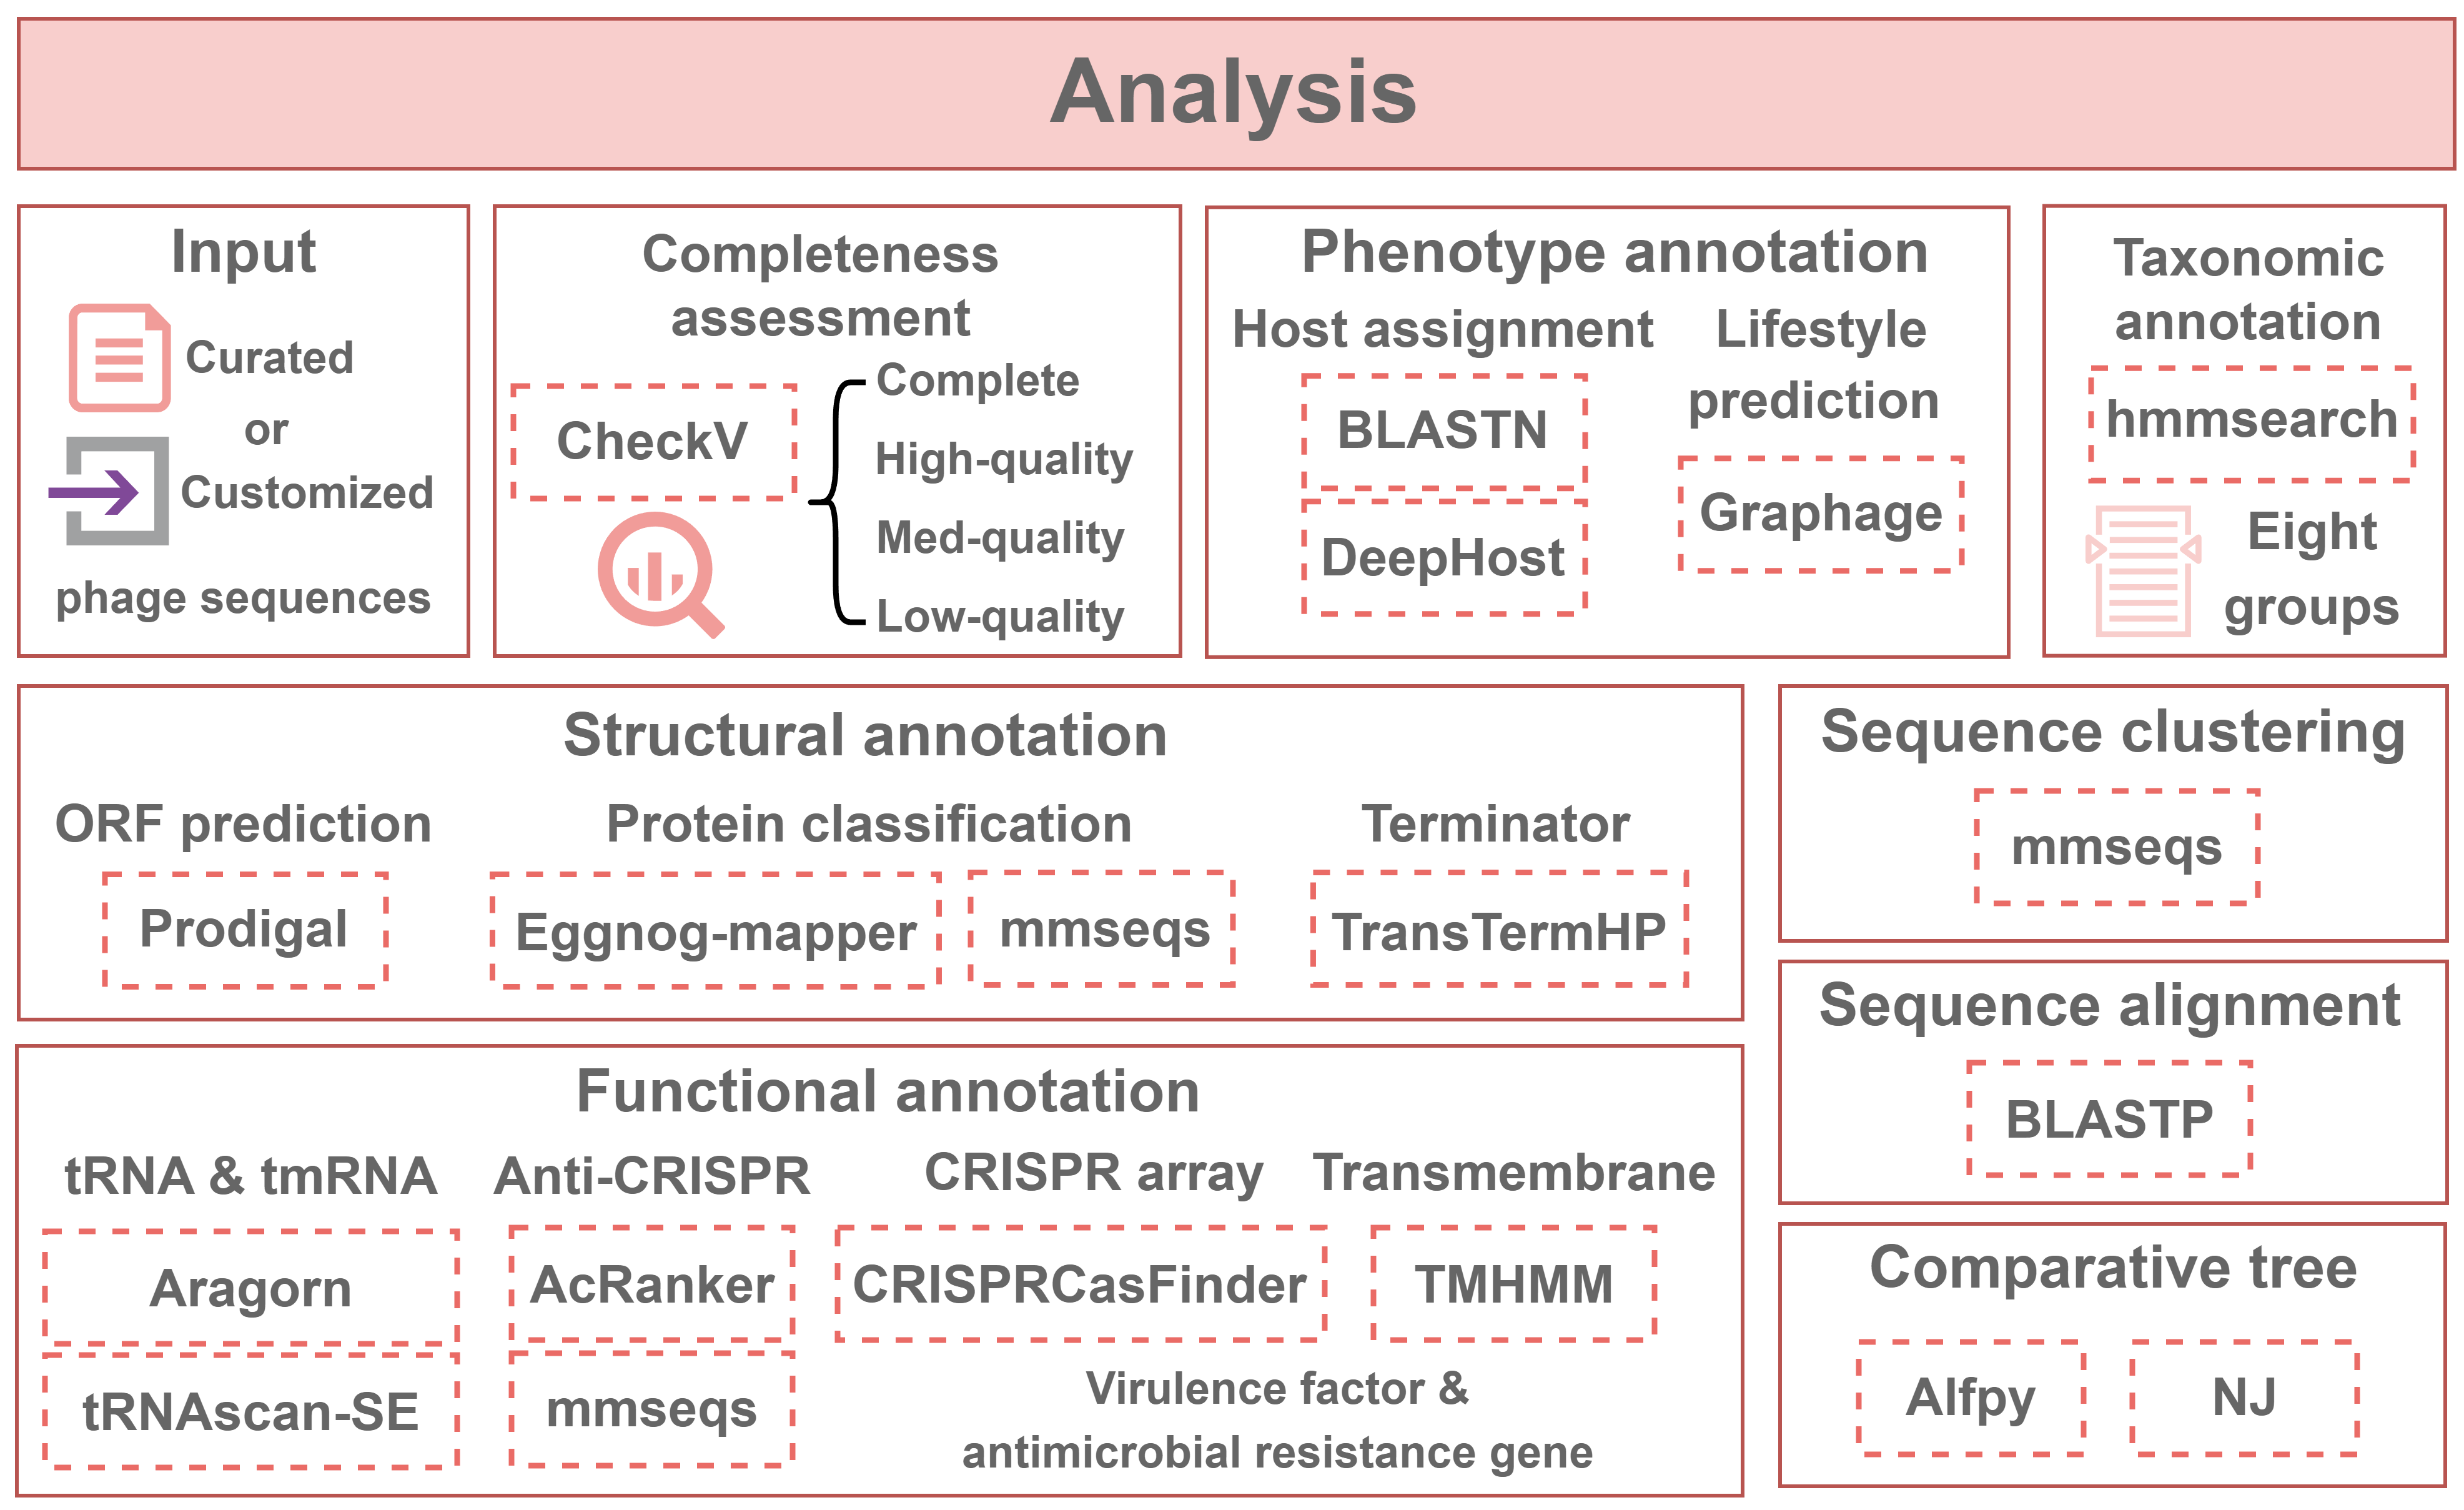 Analysis
Input
Curated
or
Customized
phage sequences
Completeness
assessment
CheckV
Complete
High-quality
Med-quality
Low-quality
Phenotype annotation
Host assignment
BLASTN
DeepHost
Lifestyle
prediction
Graphage
Taxonomic
annotation
hmmsearch
Eight
groups
Structural annotation
ORF prediction
Prodigal
Protein classification
Eggnog-mapper
mmseqs
Terminator
TransTermHP
Sequence clustering
mmseqs
Sequence alignment
BLASTP
Functional annotation
tRNA & tmRNA
Aragorn
tRNAscan-SE
Anti-CRISPR
AcRanker
mmseqs
CRISPR array
CRISPRCasFinder
Transmembrane
TMHMM
Virulence factor &
antimicrobial resistance gene
Comparative tree
Alfpy
NJ